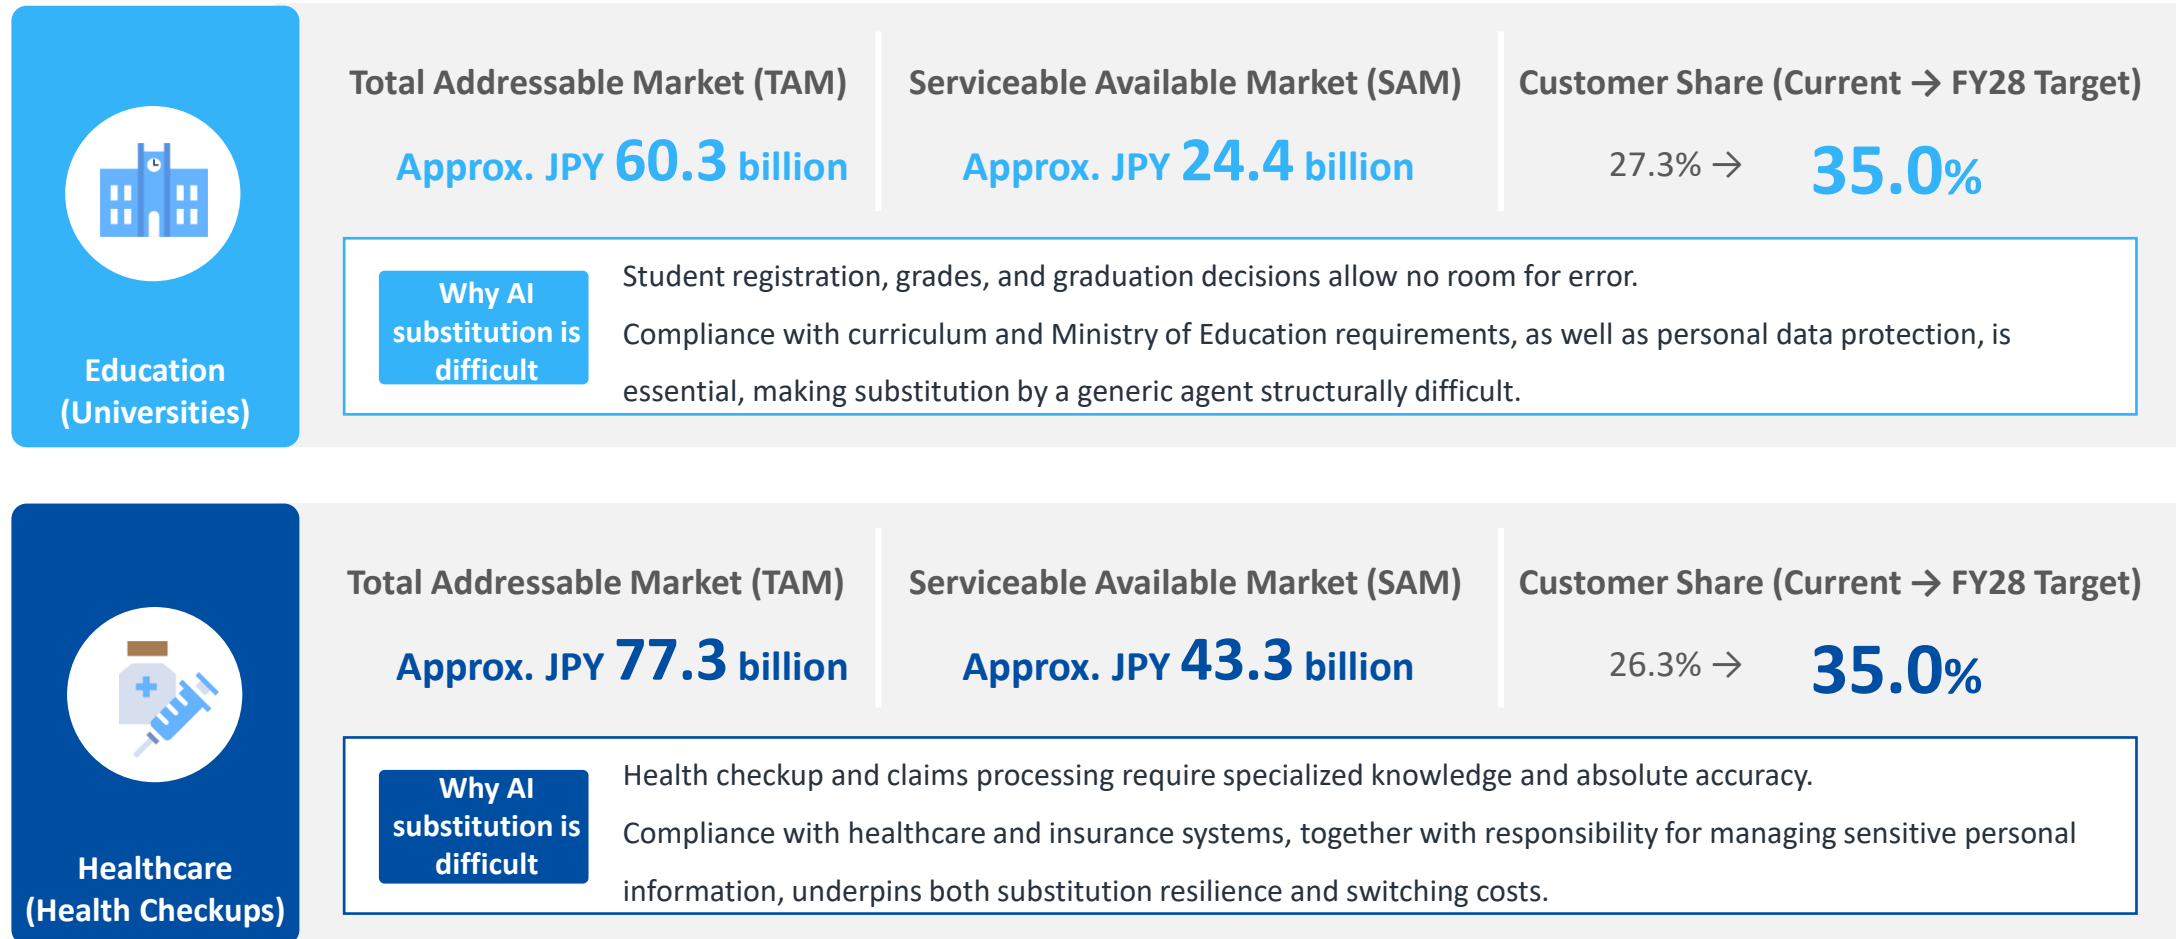 Education
(Universities)
Total Addressable Market (TAM)
Approx. JPY 60.3 billion
Serviceable Available Market (SAM)
Approx. JPY 24.4 billion
Customer Share (Current → FY28 Target)
27.3% → 35.0%
Why AI
substitution is
difficult
Student registration, grades, and graduation decisions allow no room for error.
Compliance with curriculum and Ministry of Education requirements, as well as personal data protection, is
essential, making substitution by a generic agent structurally difficult.
Healthcare
(Health Checkups)
Total Addressable Market (TAM)
Approx. JPY 77.3 billion
Serviceable Available Market (SAM)
Approx. JPY 43.3 billion
Customer Share (Current → FY28 Target)
26.3% → 35.0%
Why AI
substitution is
difficult
Health checkup and claims processing require specialized knowledge and absolute accuracy.
Compliance with healthcare and insurance systems, together with responsibility for managing sensitive personal
information, underpins both substitution resilience and switching costs.